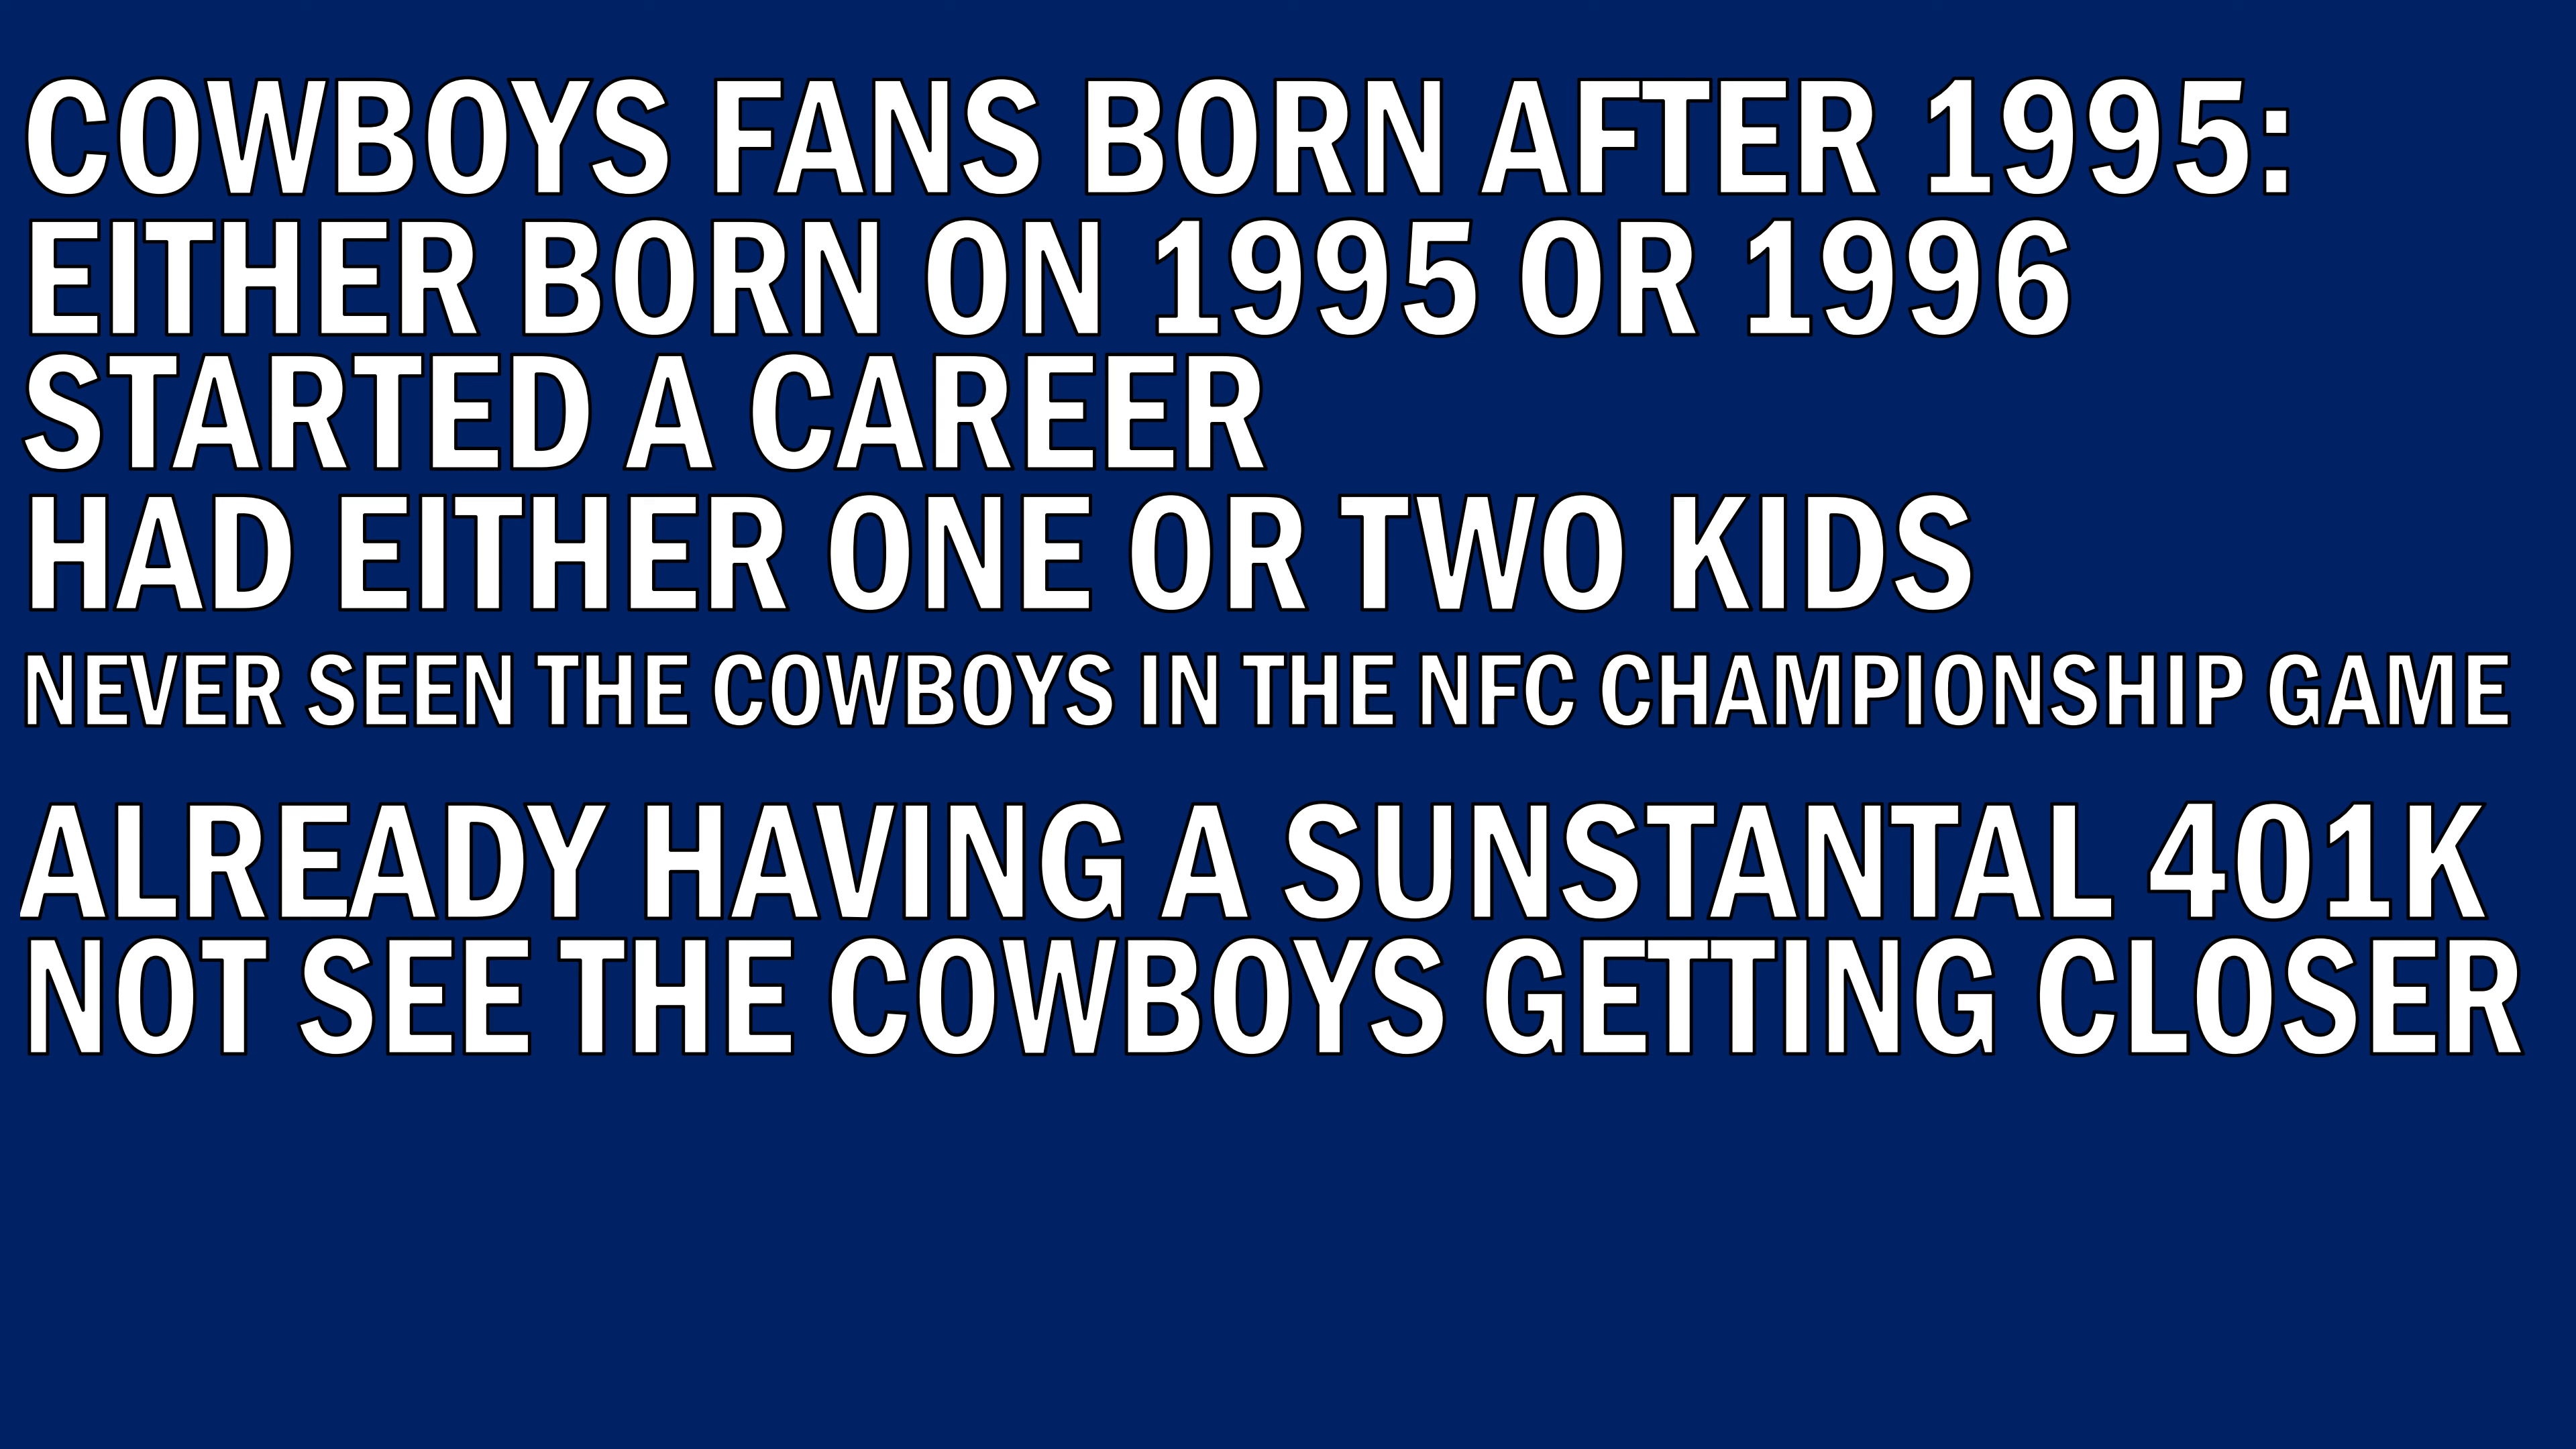 COWBOYS FANS BORN AFTER 1995:
EITHER BORN ON 1995 OR 1996
STARTED A CAREER
HAD EITHER ONE OR TWO KIDS
NEVER SEEN THE COWBOYS IN THE NFC CHAMPIONSHIP GAME
ALREADY HAVING A SUNSTANTAL 401K
NOT SEE THE COWBOYS GETTING CLOSER